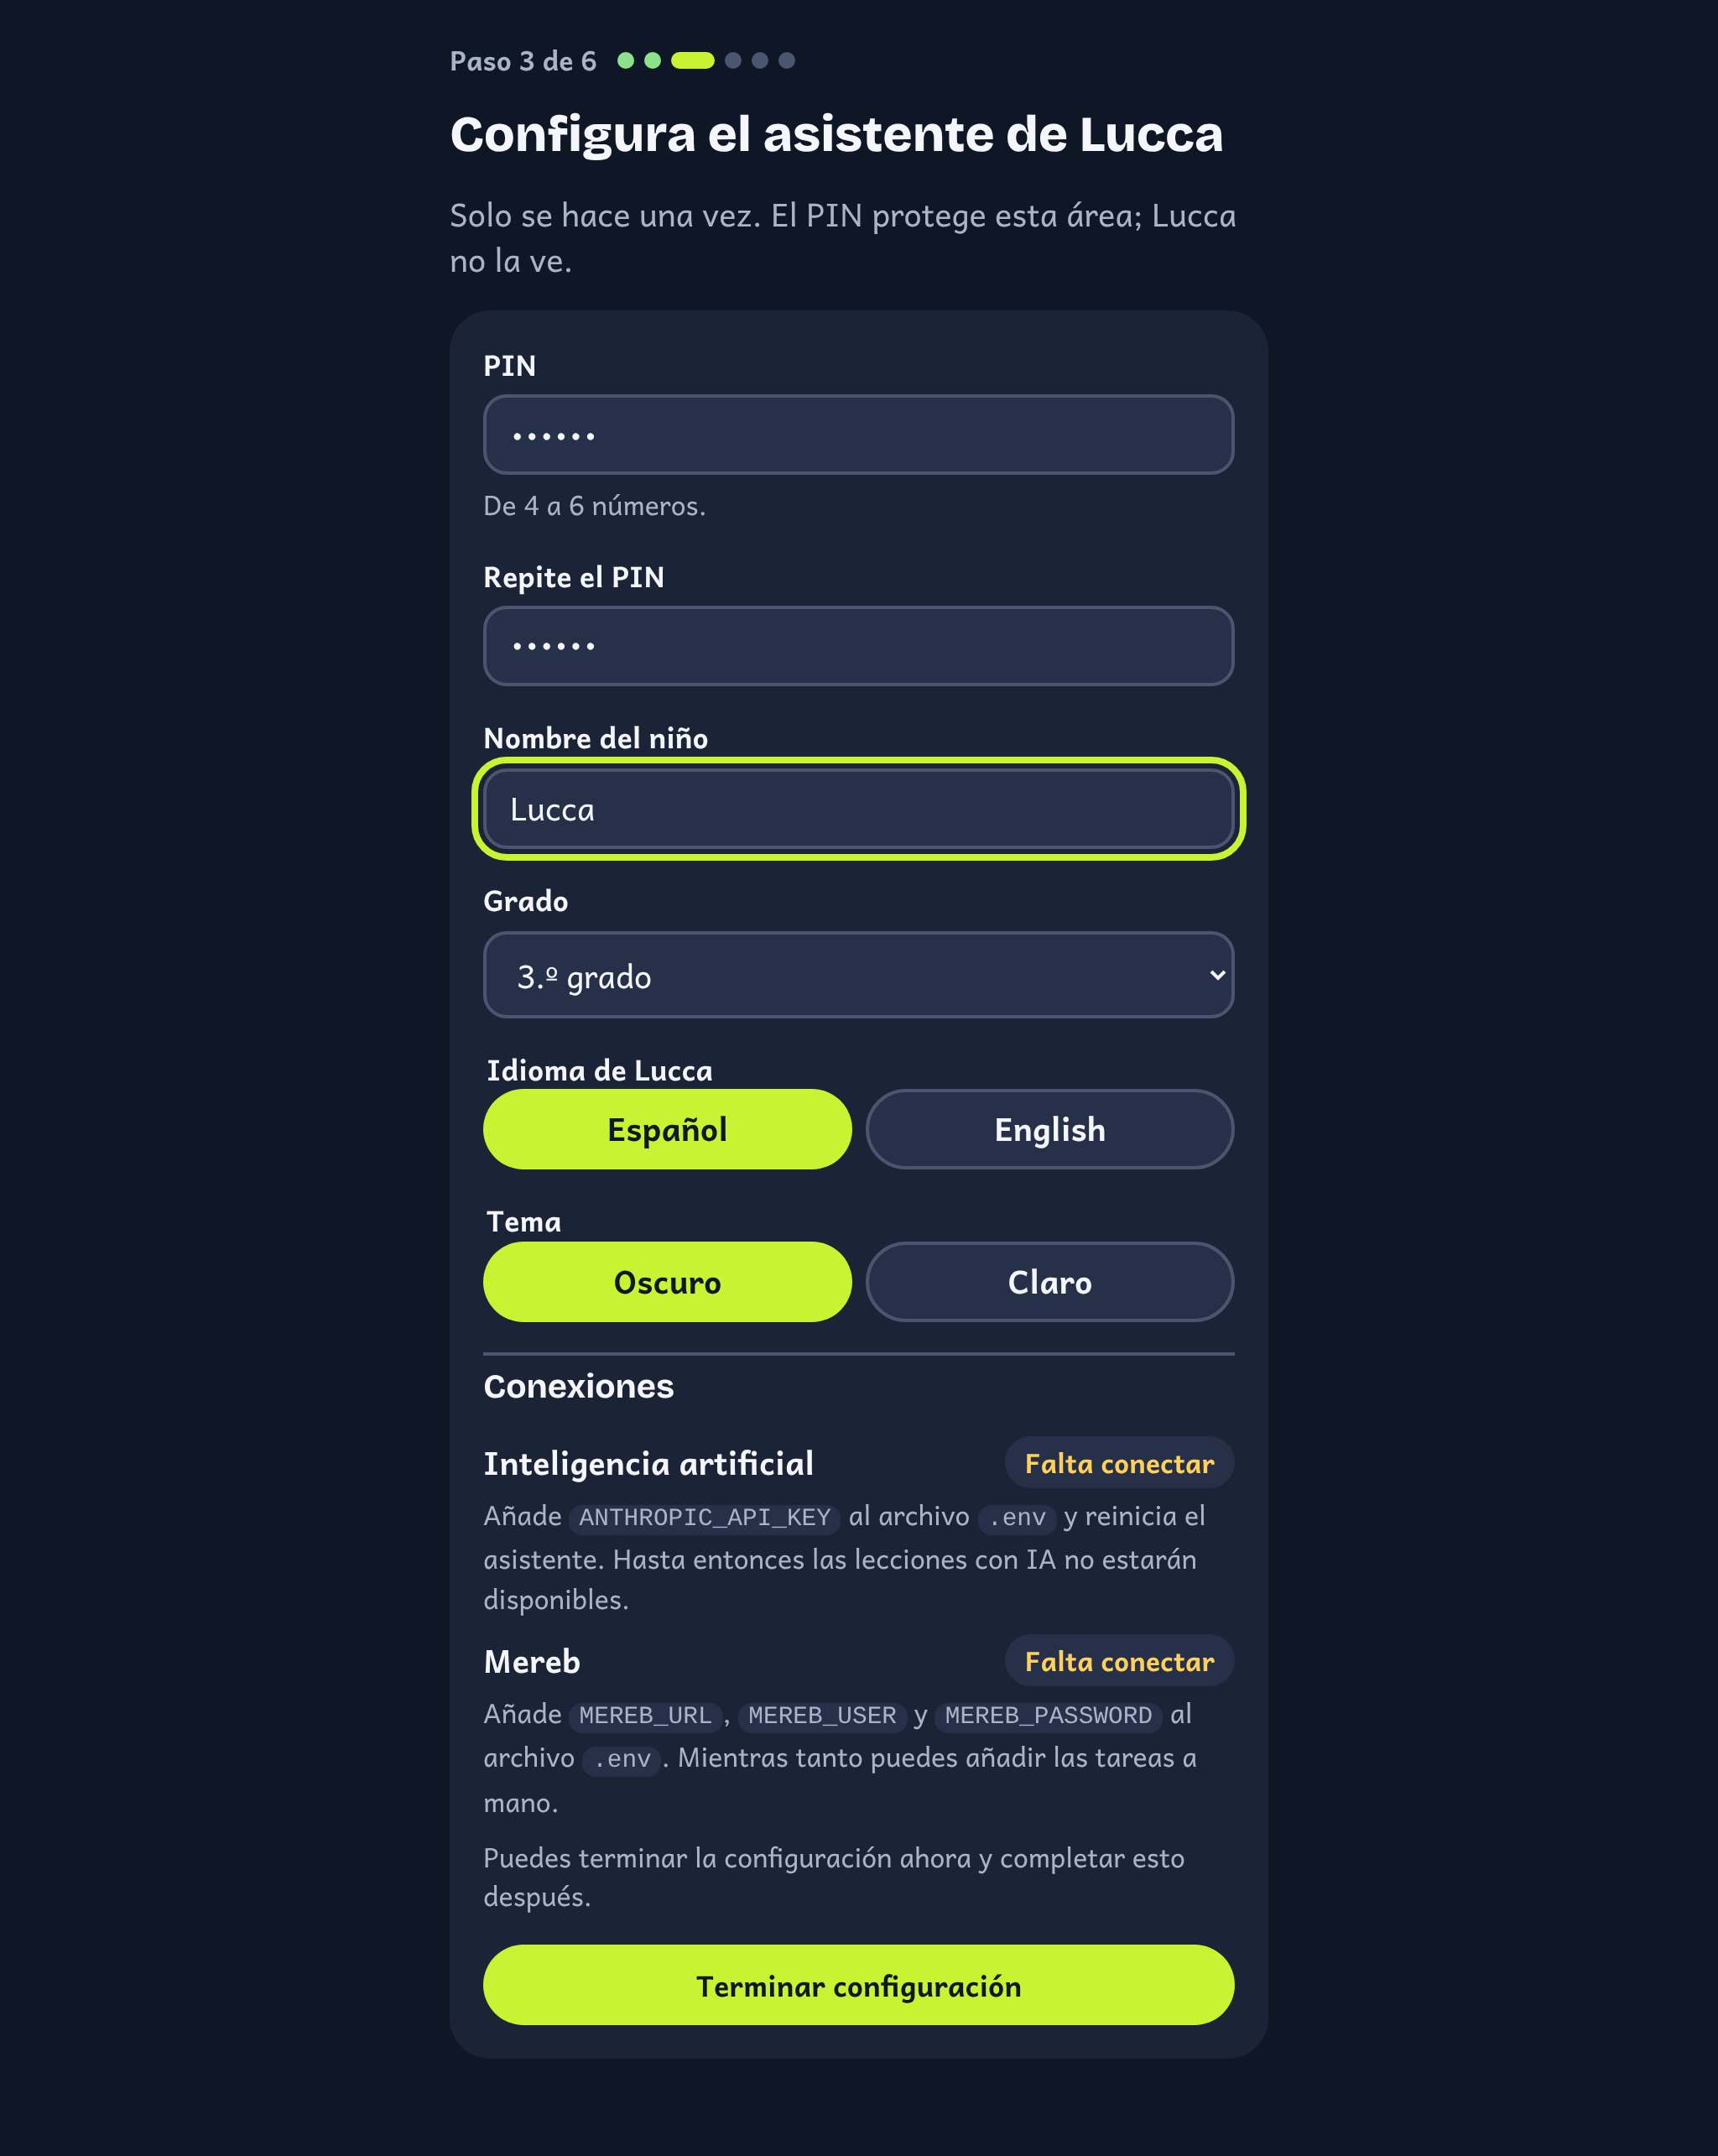 Paso 3 de 6
Configura el asistente de Lucca
Solo se hace una vez. El PIN protege esta área; Lucca
no la ve.
PIN
••••••
De 4 a 6 números.
Repite el PIN
••••••
Nombre del niño
Lucca
Grado
3.º grado
Idioma de Lucca
Español English
Tema
Oscuro Claro
Conexiones
Inteligencia artificial Falta conectar
Añade ANTHROPIC_API_KEY al archivo .env y reinicia el
asistente. Hasta entonces las lecciones con IA no estarán
disponibles.
Mereb Falta conectar
Añade MEREB_URL, MEREB_USER y MEREB_PASSWORD al
archivo .env. Mientras tanto puedes añadir las tareas a
mano.
Puedes terminar la configuración ahora y completar esto
después.
Terminar configuración